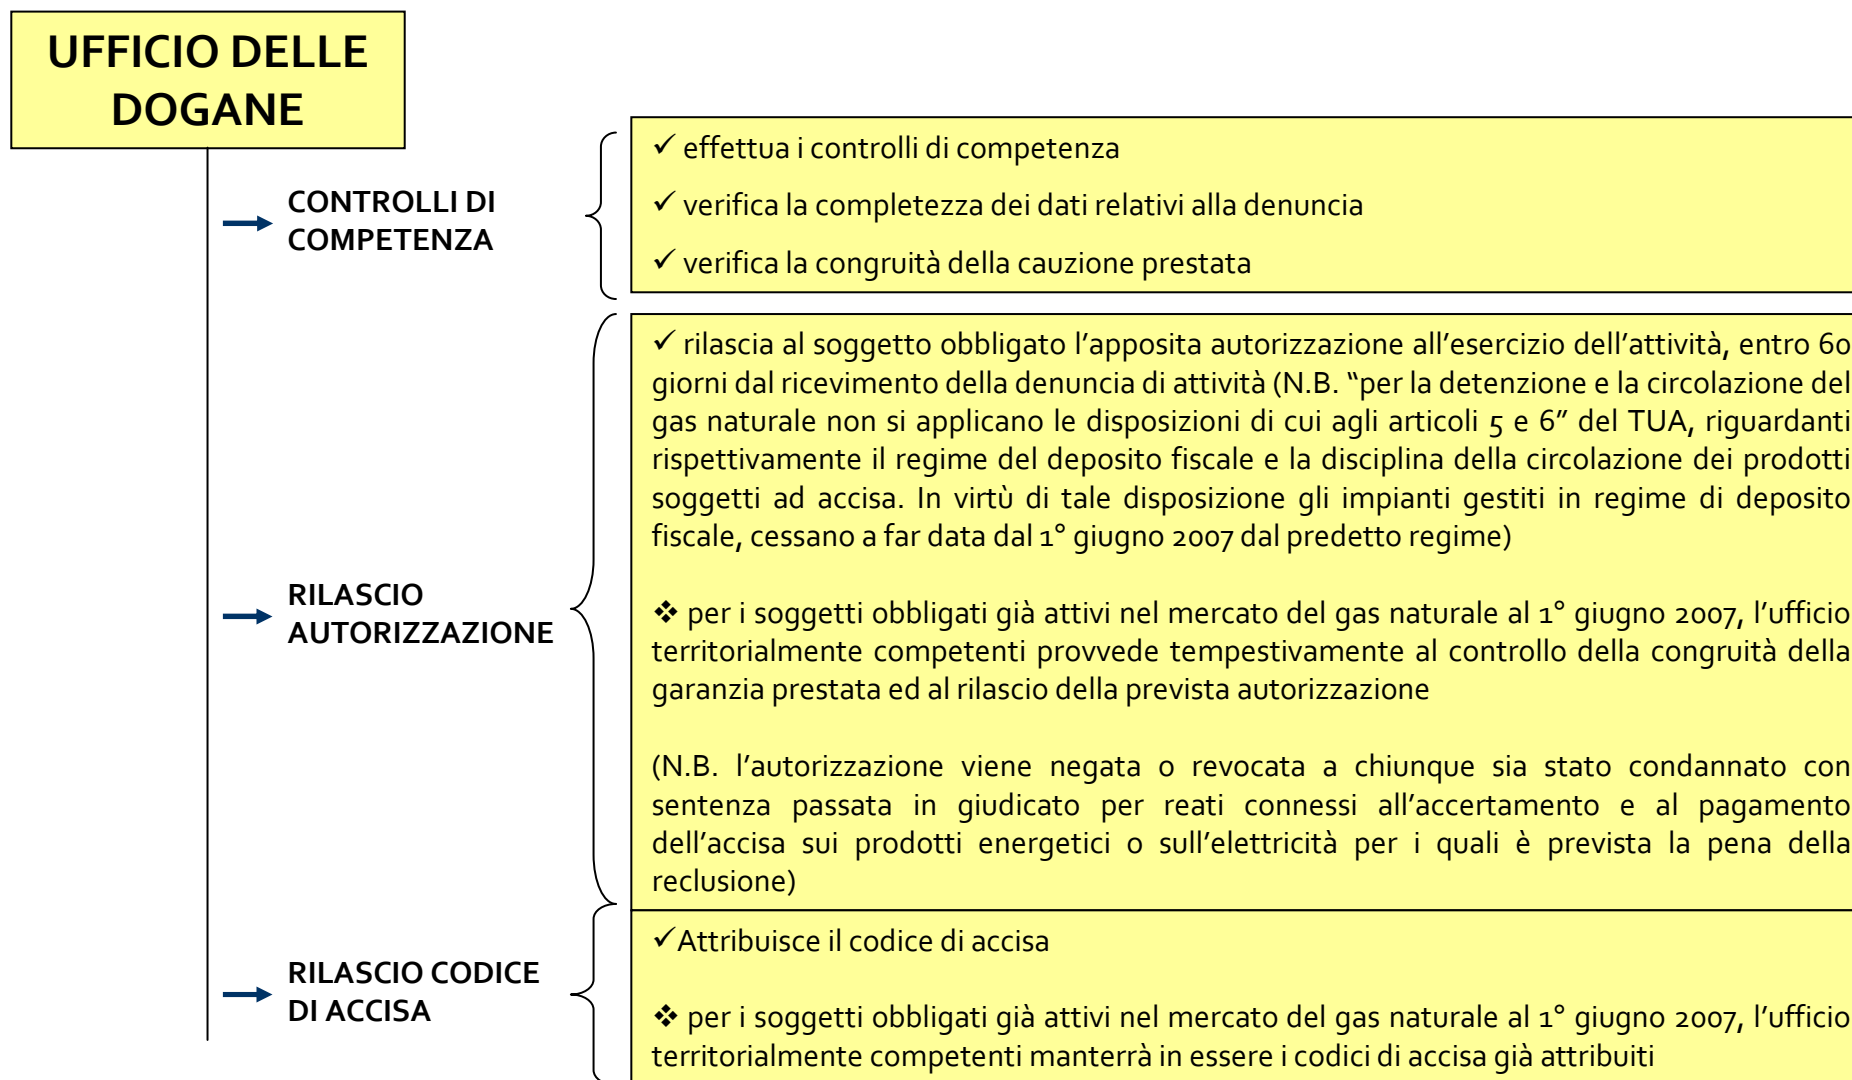 UFFICIO DELLE
DOGANE
CONTROLLI DI
COMPETENZA
✓ effettua i controlli di competenza
✓ verifica la completezza dei dati relativi alla denuncia
✓ verifica la congruità della cauzione prestata
RILASCIO
AUTORIZZAZIONE
✓ rilascia al soggetto obbligato l’apposita autorizzazione all’esercizio dell’attività, entro 60
giorni dal ricevimento della denuncia di attività (N.B. “per la detenzione e la circolazione del
gas naturale non si applicano le disposizioni di cui agli articoli 5 e 6” del TUA, riguardanti
rispettivamente il regime del deposito fiscale e la disciplina della circolazione dei prodotti
soggetti ad accisa. In virtù di tale disposizione gli impianti gestiti in regime di deposito
fiscale, cessano a far data dal 1° giugno 2007 dal predetto regime)
❖ per i soggetti obbligati già attivi nel mercato del gas naturale al 1° giugno 2007, l’ufficio
territorialmente competenti provvede tempestivamente al controllo della congruità della
garanzia prestata ed al rilascio della prevista autorizzazione
(N.B. l’autorizzazione viene negata o revocata a chiunque sia stato condannato con
sentenza passata in giudicato per reati connessi all’accertamento e al pagamento
dell’accisa sui prodotti energetici o sull’elettricità per i quali è prevista la pena della
reclusione)
RILASCIO CODICE
DI ACCISA
✓Attribuisce il codice di accisa
❖ per i soggetti obbligati già attivi nel mercato del gas naturale al 1° giugno 2007, l’ufficio
territorialmente competenti manterrà in essere i codici di accisa già attribuiti